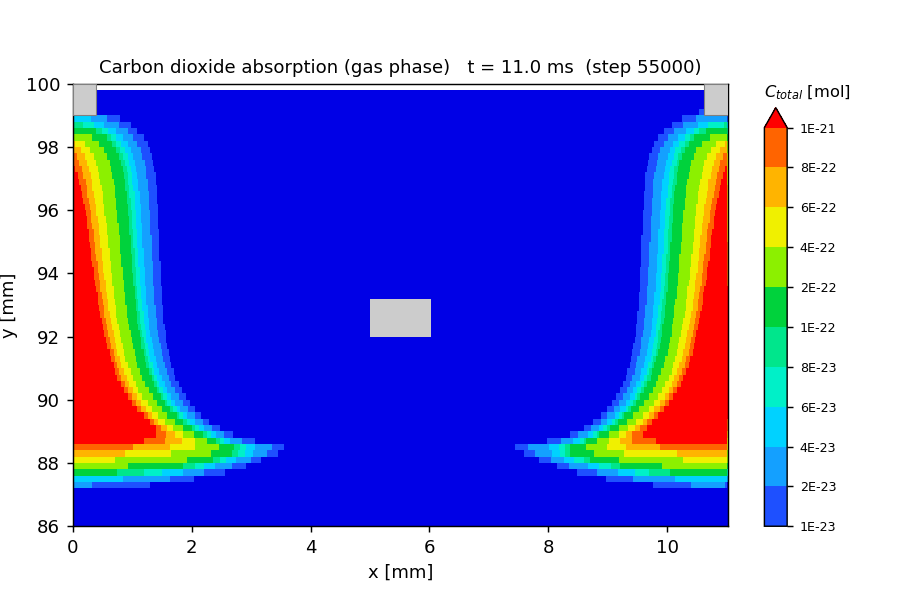 Carbon dioxide absorption (gas phase)   t = 11.0 ms  (step 55000)
C_total [mol]
1E-21
8E-22
6E-22
4E-22
2E-22
1E-22
8E-23
6E-23
4E-23
2E-23
1E-23
y [mm]
100
98
96
94
92
90
88
86
0 2 4 6 8 10
x [mm]